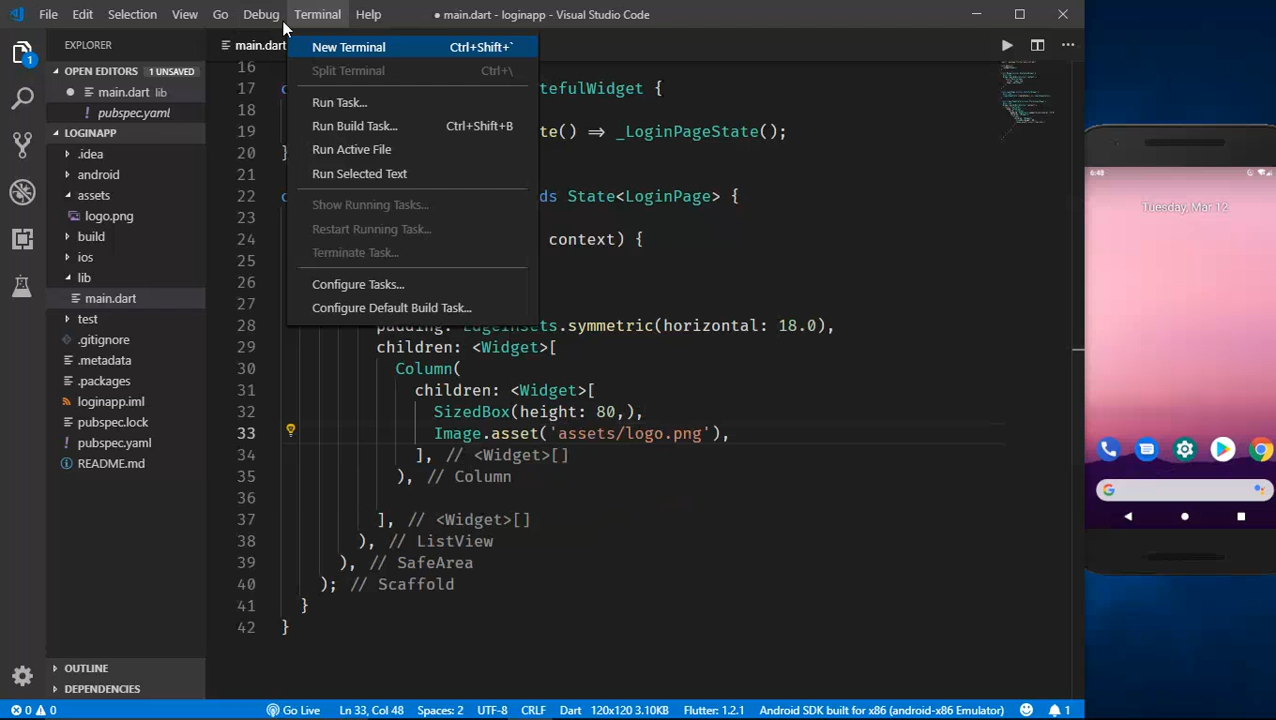 File Edit Selection View Go Debug Terminal Help ● main.dart - loginapp - Visual Studio Code
EXPLORER
main.dart
OPEN EDITORS 1 UNSAVED
main.dart lib
pubspec.yaml
LOGINAPP
.idea
android
assets
logo.png
build
ios
lib
main.dart
test
.gitignore
.metadata
.packages
loginapp.iml
pubspec.lock
pubspec.yaml
README.md
OUTLINE
DEPENDENCIES
New Terminal Ctrl+Shift+`
Split Terminal Ctrl+\
Run Task...
Run Build Task... Ctrl+Shift+B
Run Active File
Run Selected Text
Show Running Tasks...
Restart Running Task...
Terminate Task...
Configure Tasks...
Configure Default Build Task...
16
17 tefulWidget {
18
19 te() => _LoginPageState();
20 }
21
22 ds State<LoginPage> {
23
24 context) {
25
26
27
28 padding: EdgeInsets.symmetric(horizontal: 18.0),
29 children: <Widget>[
30 Column(
31 children: <Widget>[
32 SizedBox(height: 80,),
33 Image.asset('assets/logo.png'),
34 ], // <Widget>[]
35 ), // Column
36
37 ], // <Widget>[]
38 ), // ListView
39 ), // SafeArea
40 ); // Scaffold
41 }
42 }
6:48
Tuesday, Mar 12
G
0 0 Go Live Ln 33, Col 48 Spaces: 2 UTF-8 CRLF Dart 120x120 3.10KB Flutter: 1.2.1 Android SDK built for x86 (android-x86 Emulator) 1